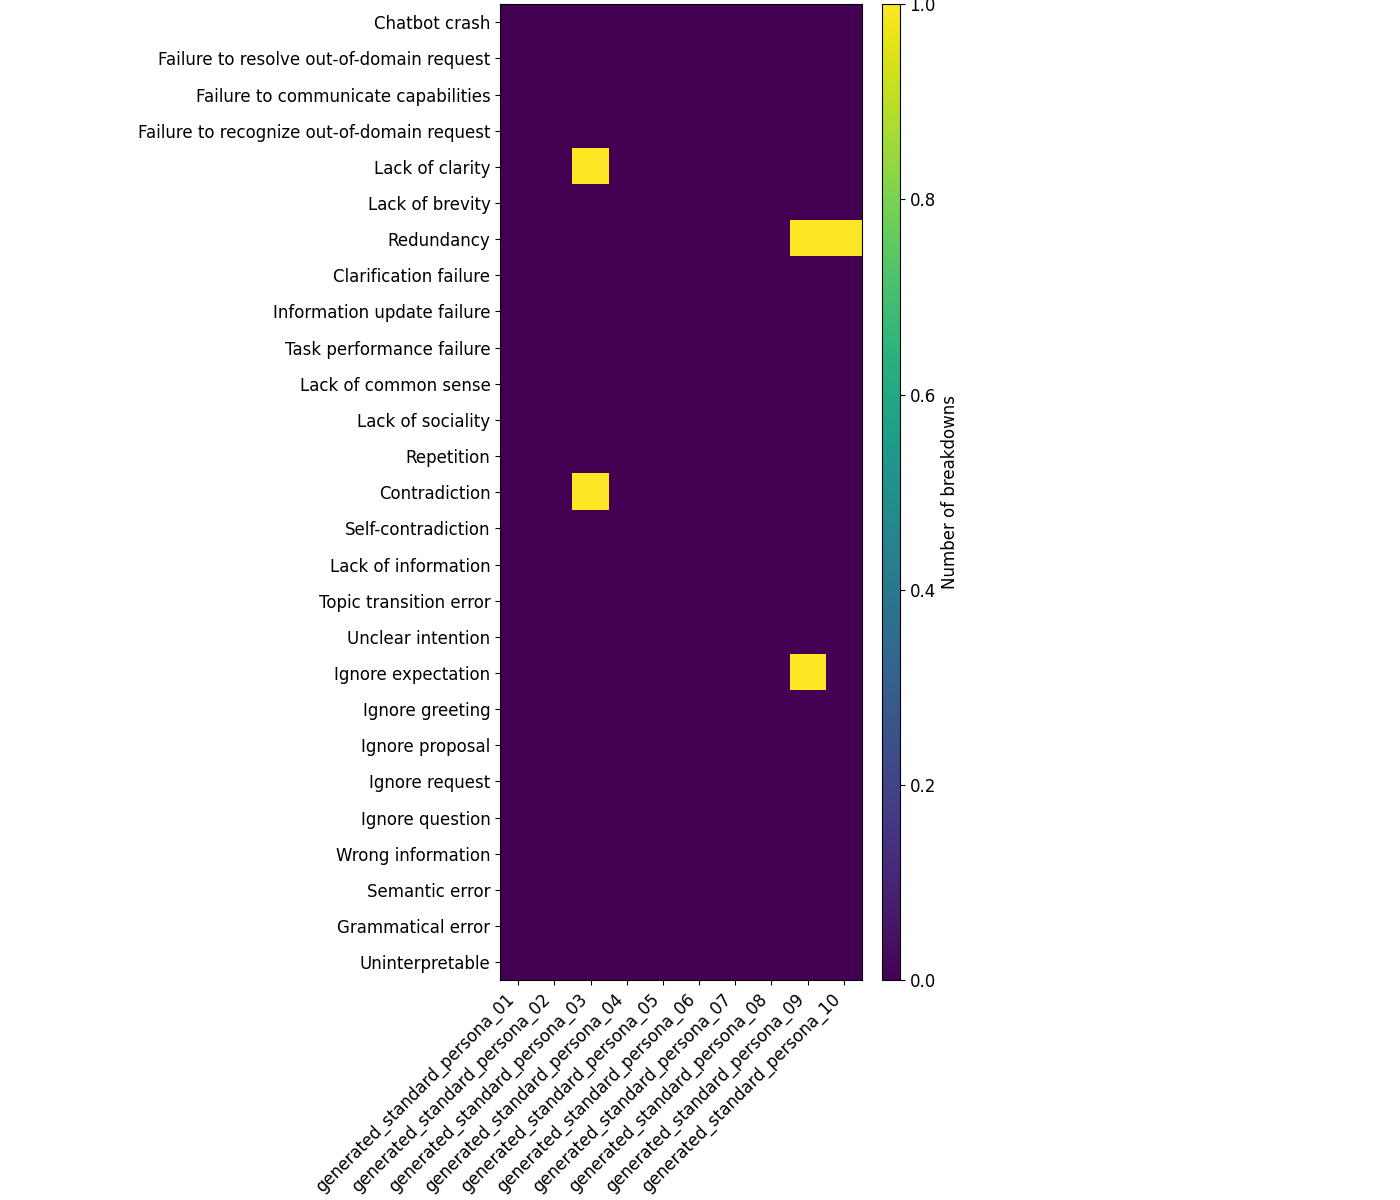 Chatbot crash
Failure to resolve out-of-domain request
Failure to communicate capabilities
Failure to recognize out-of-domain request
Lack of clarity
Lack of brevity
Redundancy
Clarification failure
Information update failure
Task performance failure
Lack of common sense
Lack of sociality
Repetition
Contradiction
Self-contradiction
Lack of information
Topic transition error
Unclear intention
Ignore expectation
Ignore greeting
Ignore proposal
Ignore request
Ignore question
Wrong information
Semantic error
Grammatical error
Uninterpretable
generated_standard_persona_01
generated_standard_persona_02
generated_standard_persona_03
generated_standard_persona_04
generated_standard_persona_05
generated_standard_persona_06
generated_standard_persona_07
generated_standard_persona_08
generated_standard_persona_09
generated_standard_persona_10
1.0
0.8
0.6
0.4
0.2
0.0
Number of breakdowns